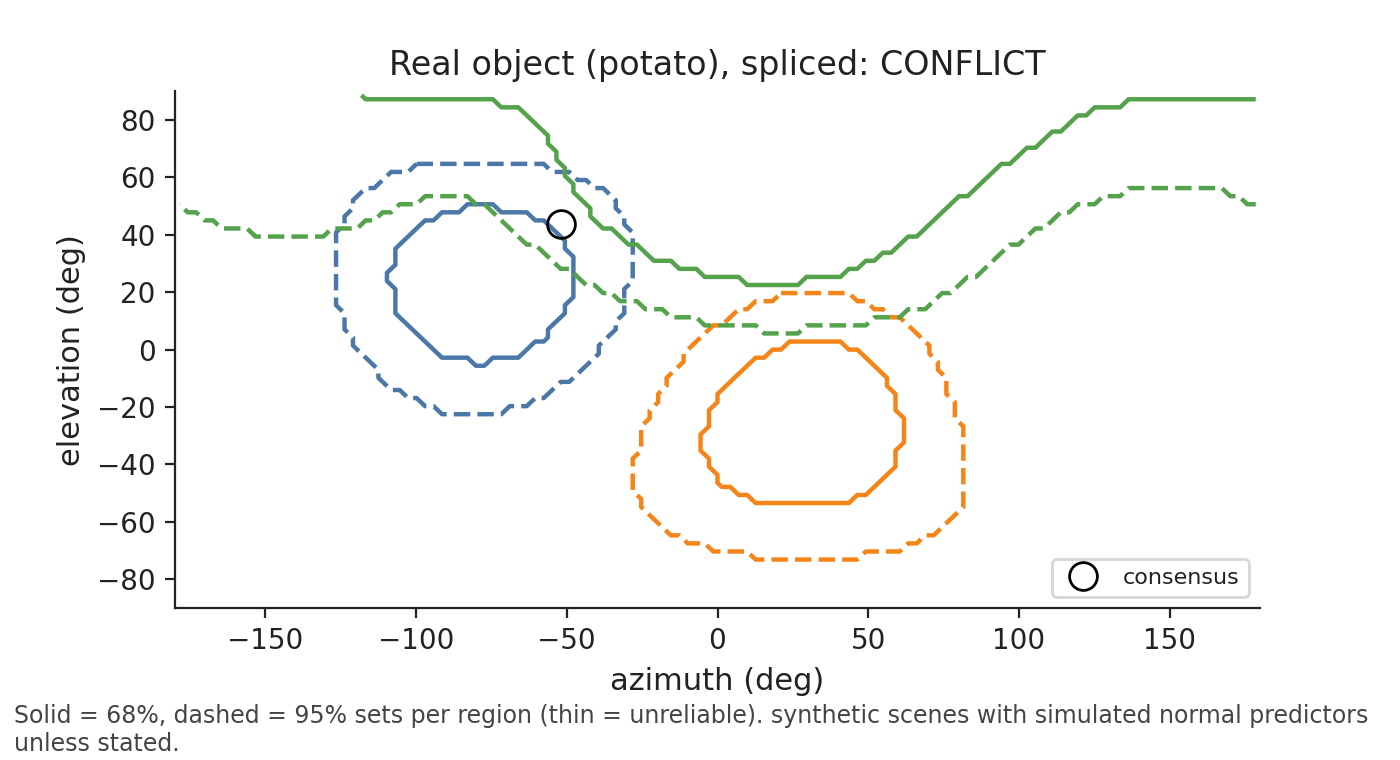 Real object (potato), spliced: CONFLICT
elevation (deg)
80
60
40
20
0
−20
−40
−60
−80
consensus
−150
−100
−50
0
50
100
150
azimuth (deg)
Solid = 68%, dashed = 95% sets per region (thin = unreliable). synthetic scenes with simulated normal predictors
unless stated.